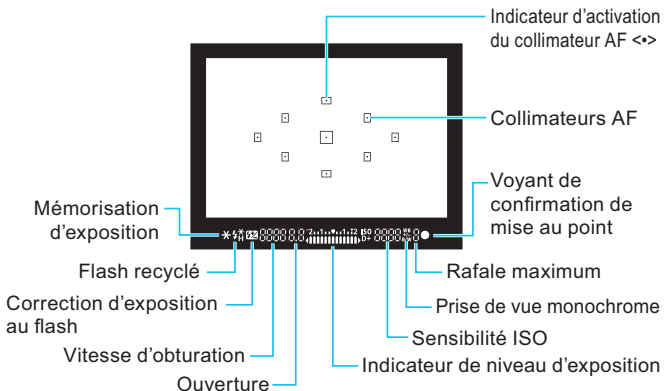 Indicateur d'activation
du collimateur AF <•>
Collimateurs AF
Voyant de
confirmation de
mise au point
Mémorisation
d'exposition
Flash recyclé
Rafale maximum
Correction d'exposition
au flash
Prise de vue monochrome
Vitesse d'obturation
Sensibilité ISO
Ouverture
Indicateur de niveau d'exposition
ISO
D+